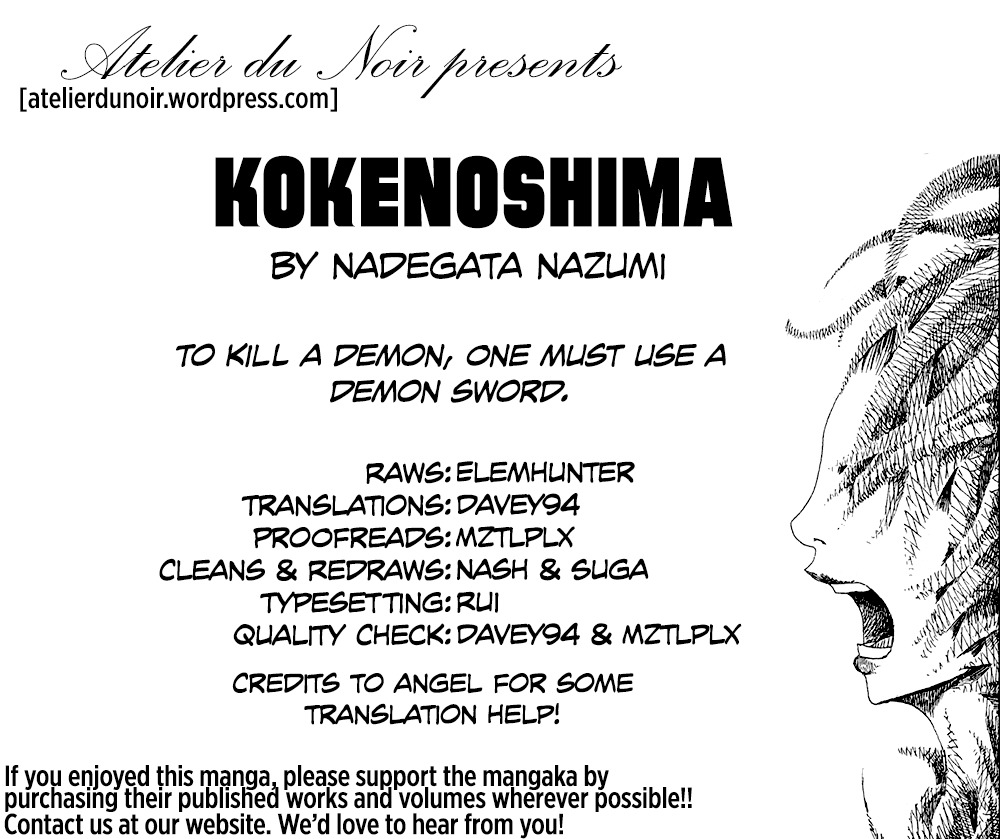 Atelier du Noir presents
[atelierdunoir.wordpress.com]
KOKENOSHIMA
BY NADEGATA NAZUMI
TO KILL A DEMON, ONE MUST USE A
DEMON SWORD.
RAWS: ELEMHUNTER
TRANSLATIONS: DAVEY94
PROOFREADS: MZTLPLX
CLEANS & REDRAWS: NASH & SUGA
TYPESETTING: RUI
QUALITY CHECK: DAVEY94 & MZTLPLX
CREDITS TO ANGEL FOR SOME
TRANSLATION HELP!
If you enjoyed this manga, please support the mangaka by
purchasing their published works and volumes wherever possible!!
Contact us at our website. We'd love to hear from you!